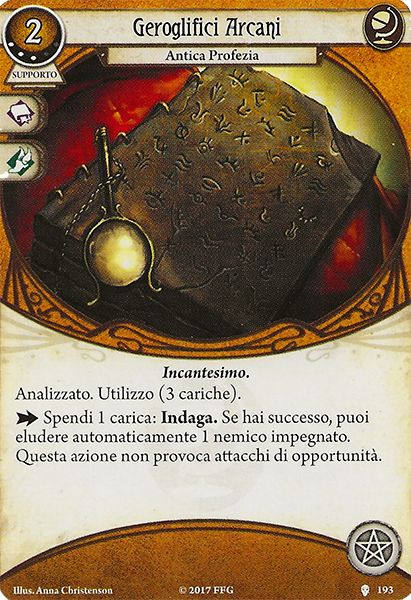 2
Geroglifici Arcani
Antica Profezia
SUPPORTO
Incantesimo.
Analizzato. Utilizzo (3 cariche).
Spendi 1 carica: Indaga. Se hai successo, puoi
eludere automaticamente 1 nemico impegnato.
Questa azione non provoca attacchi di opportunità.
Illus. Anna Christenson © 2017 FFG 193